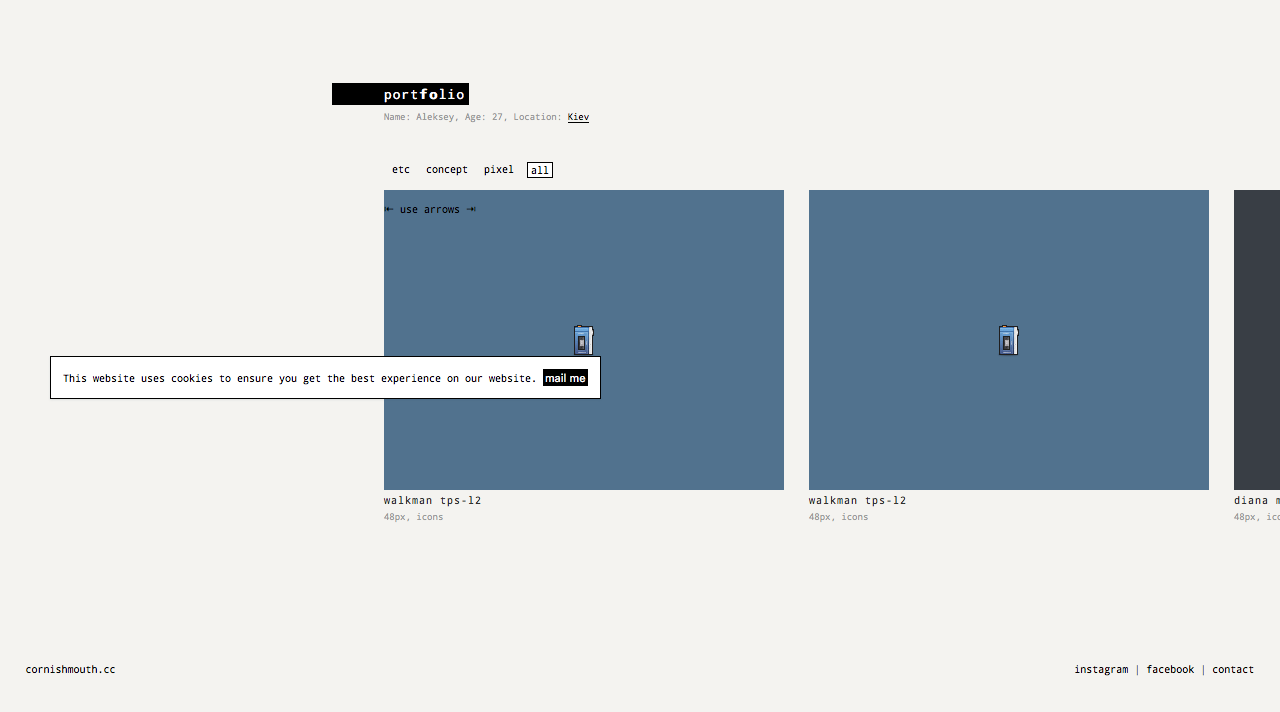 portfolio
Name: Aleksey, Age: 27, Location: Kiev
etc concept pixel all
⇤ use arrows ⇥
This website uses cookies to ensure you get the best experience on our website. mail me
walkman tps-l2
48px, icons
walkman tps-l2
48px, icons
diana
48px,
cornishmouth.cc
instagram | facebook | contact